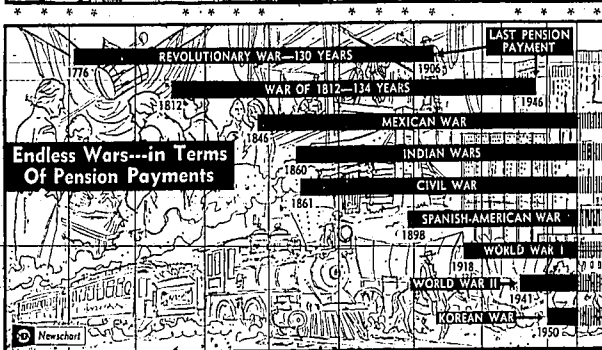 LAST PENSION
PAYMENT
REVOLUTIONARY WAR—130 YEARS
1776
1906
WAR OF 1812—134 YEARS
1812
1946
MEXICAN WAR
1846
Endless Wars---in Terms
Of Pension Payments
INDIAN WARS
1860
CIVIL WAR
1861
SPANISH-AMERICAN WAR
1898
WORLD WAR I
1918
WORLD WAR II
1941
KOREAN WAR
1950
Newschart